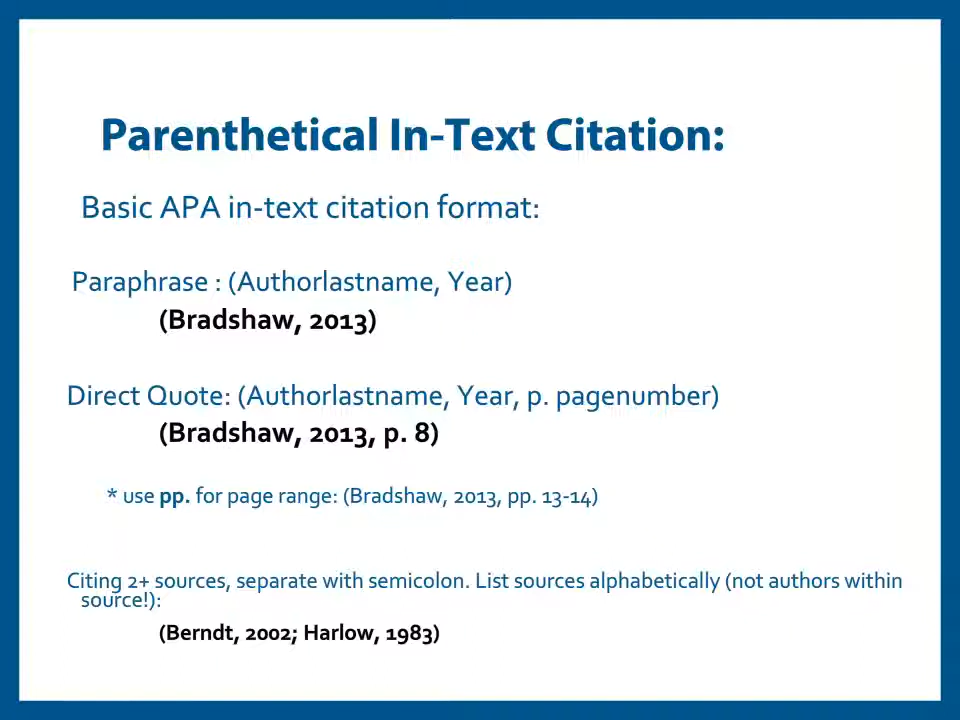 Parenthetical In-Text Citation:
Basic APA in-text citation format:
Paraphrase : (Authorlastname, Year)
(Bradshaw, 2013)
Direct Quote: (Authorlastname, Year, p. pagenumber)
(Bradshaw, 2013, p. 8)
* use pp. for page range: (Bradshaw, 2013, pp. 13-14)
Citing 2+ sources, separate with semicolon. List sources alphabetically (not authors within
source!):
(Berndt, 2002; Harlow, 1983)